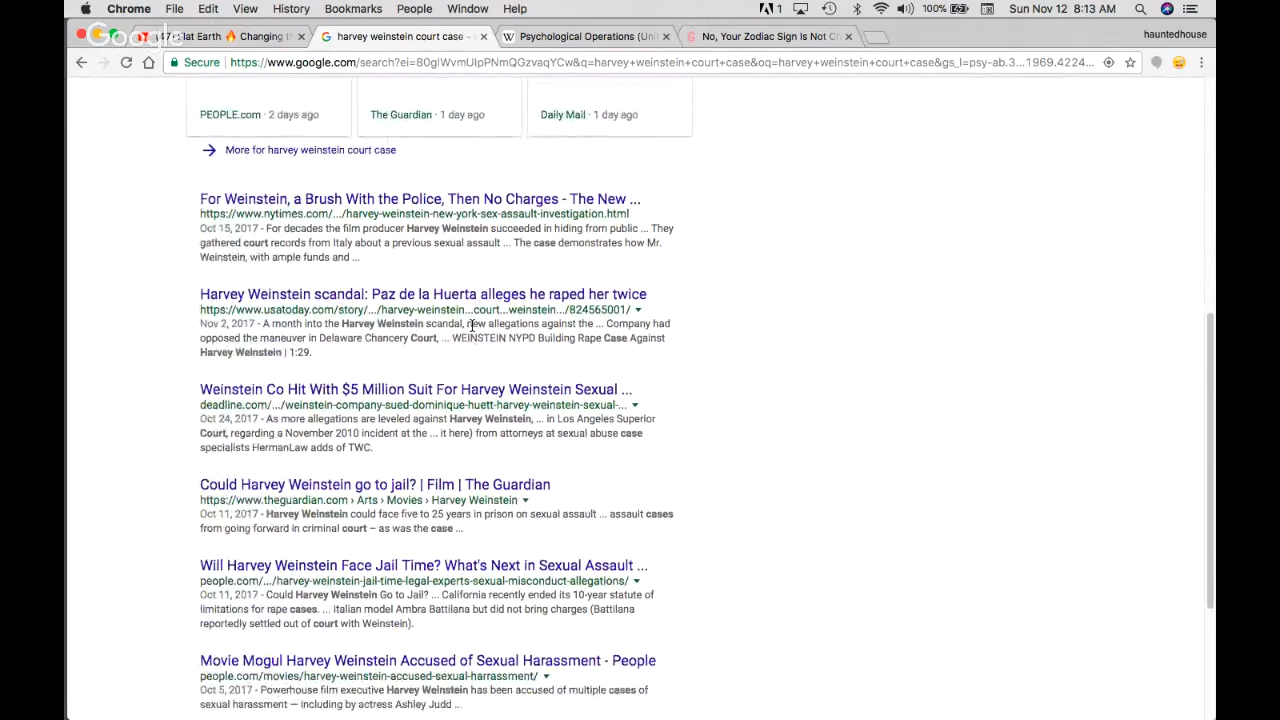 Chrome File Edit View History Bookmarks People Window Help 1 100% Sun Nov 12 8:13 AM
Google
(47) Flat Earth 🔥 Changing th × harvey weinstein court case - × Psychological Operations (Unit × No, Your Zodiac Sign Is Not Ch × hauntedhouse
Secure https://www.google.com/search?ei=80gIWvmUIpPNmQGzvaqYCw&q=harvey+weinstein+court+case&oq=harvey+weinstein+court+case&gs_l=psy-ab.3...1969.4224...
PEOPLE.com · 2 days ago The Guardian · 1 day ago Daily Mail · 1 day ago
→ More for harvey weinstein court case
For Weinstein, a Brush With the Police, Then No Charges - The New ...
https://www.nytimes.com/.../harvey-weinstein-new-york-sex-assault-investigation.html
Oct 15, 2017 - For decades the film producer Harvey Weinstein succeeded in hiding from public ... They
gathered court records from Italy about a previous sexual assault ... The case demonstrates how Mr.
Weinstein, with ample funds and ...
Harvey Weinstein scandal: Paz de la Huerta alleges he raped her twice
https://www.usatoday.com/story/.../harvey-weinstein...court...weinstein.../824565001/
Nov 2, 2017 - A month into the Harvey Weinstein scandal, new allegations against the ... Company had
opposed the maneuver in Delaware Chancery Court, ... WEINSTEIN NYPD Building Rape Case Against
Harvey Weinstein | 1:29.
Weinstein Co Hit With $5 Million Suit For Harvey Weinstein Sexual ...
deadline.com/.../weinstein-company-sued-dominique-huett-harvey-weinstein-sexual-...
Oct 24, 2017 - As more allegations are leveled against Harvey Weinstein, ... in Los Angeles Superior
Court, regarding a November 2010 incident at the ... it here) from attorneys at sexual abuse case
specialists HermanLaw adds of TWC.
Could Harvey Weinstein go to jail? | Film | The Guardian
https://www.theguardian.com › Arts › Movies › Harvey Weinstein
Oct 11, 2017 - Harvey Weinstein could face five to 25 years in prison on sexual assault ... assault cases
from going forward in criminal court – as was the case ...
Will Harvey Weinstein Face Jail Time? What's Next in Sexual Assault ...
people.com/.../harvey-weinstein-jail-time-legal-experts-sexual-misconduct-allegations/
Oct 11, 2017 - Could Harvey Weinstein Go to Jail? ... California recently ended its 10-year statute of
limitations for rape cases. ... Italian model Ambra Battilana but did not bring charges (Battilana
reportedly settled out of court with Weinstein).
Movie Mogul Harvey Weinstein Accused of Sexual Harassment - People
people.com/movies/harvey-weinstein-accused-sexual-harrassment/
Oct 5, 2017 - Powerhouse film executive Harvey Weinstein has been accused of multiple cases of
sexual harassment — including by actress Ashley Judd ...